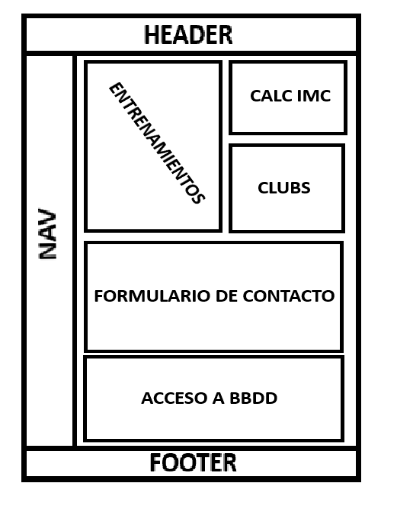 HEADER
NAV
ENTRENAMIENTOS
CALC IMC
CLUBS
FORMULARIO DE CONTACTO
ACCESO A BBDD
FOOTER